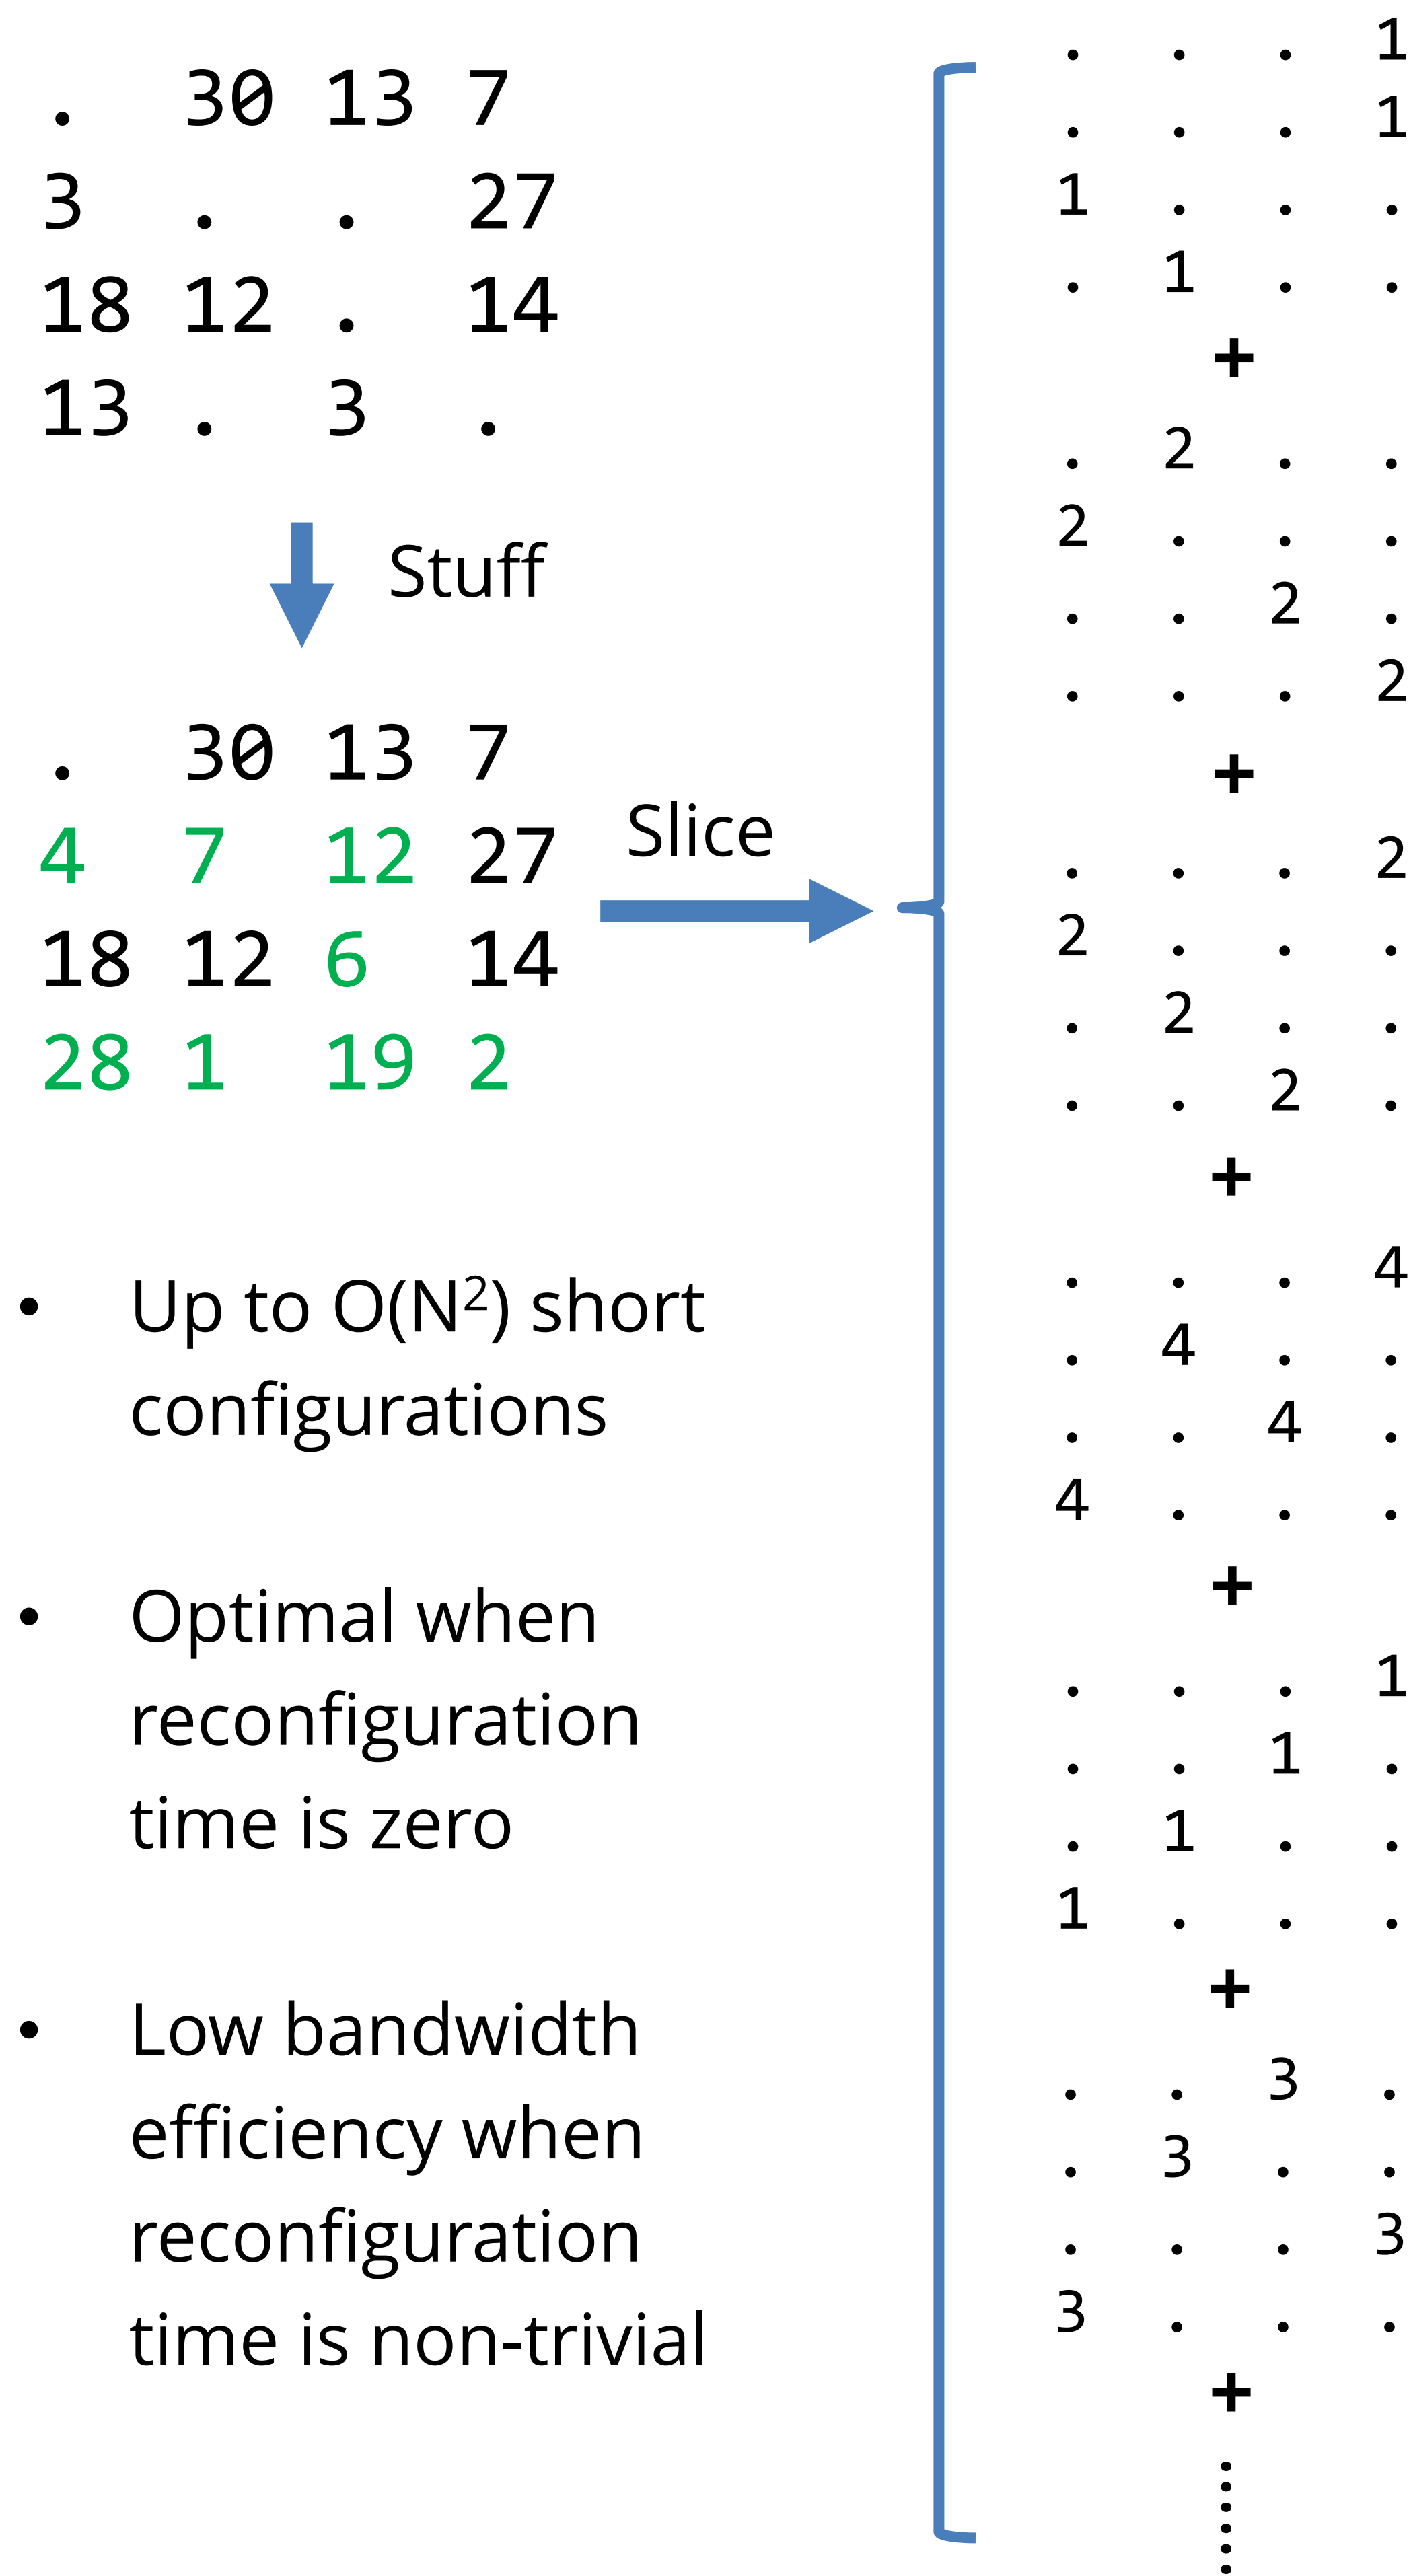 . 30 13 7
3 . . 27
18 12 . 14
13 . 3 .
Stuff
. 30 13 7
4 7 12 27
18 12 6 14
28 1 19 2
Slice
• Up to O(N²) short
configurations
• Optimal when
reconfiguration
time is zero
• Low bandwidth
efficiency when
reconfiguration
time is non-trivial
. . . 1
. . . 1
1 . . .
. 1 . .
+
. 2 . .
2 . . .
. . 2 .
. . . 2
+
. . . 2
2 . . .
. 2 . .
. . 2 .
+
. . . 4
. 4 . .
. . 4 .
4 . . .
+
. . . 1
. . 1 .
. 1 . .
1 . . .
+
. . 3 .
. 3 . .
. . . 3
3 . . .
+
......